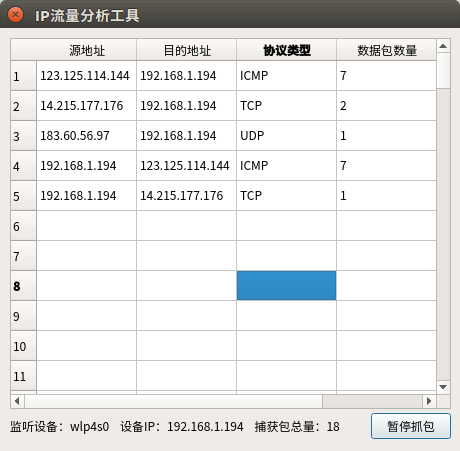 IP流量分析工具
源地址 目的地址 协议类型 数据包数量
1 123.125.114.144 192.168.1.194 ICMP 7
2 14.215.177.176 192.168.1.194 TCP 2
3 183.60.56.97 192.168.1.194 UDP 1
4 192.168.1.194 123.125.114.144 ICMP 7
5 192.168.1.194 14.215.177.176 TCP 1
6
7
8
9
10
11
监听设备：wlp4s0 设备IP：192.168.1.194 捕获包总量：18 暂停抓包